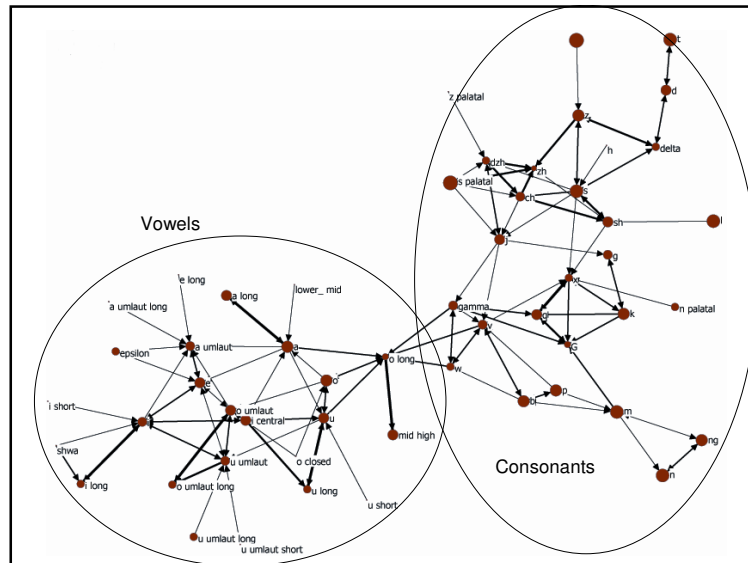 t
d
'z palatal
z
delta
h
dzh
zh
s palatal
ch
s
sh
l
Vowels
j
g
'e long
a long
lower_ mid
x
'a umlaut long
gamma
n palatal
q
k
v
a umlaut
a
G
epsilon
o long
w
e
o
p
'i short
o umlaut
b
m
i
i central
u
mid high
ng
'shwa
o closed
Consonants
u umlaut
n
i long
o umlaut long
u long
u short
u umlaut long
'u umlaut short